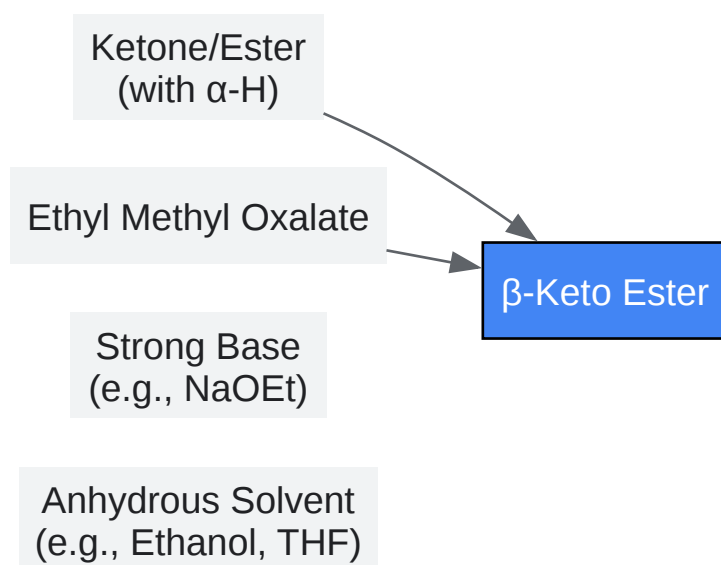 Ketone/Ester
(with α-H)
Ethyl Methyl Oxalate
β-Keto Ester
Strong Base
(e.g., NaOEt)
Anhydrous Solvent
(e.g., Ethanol, THF)